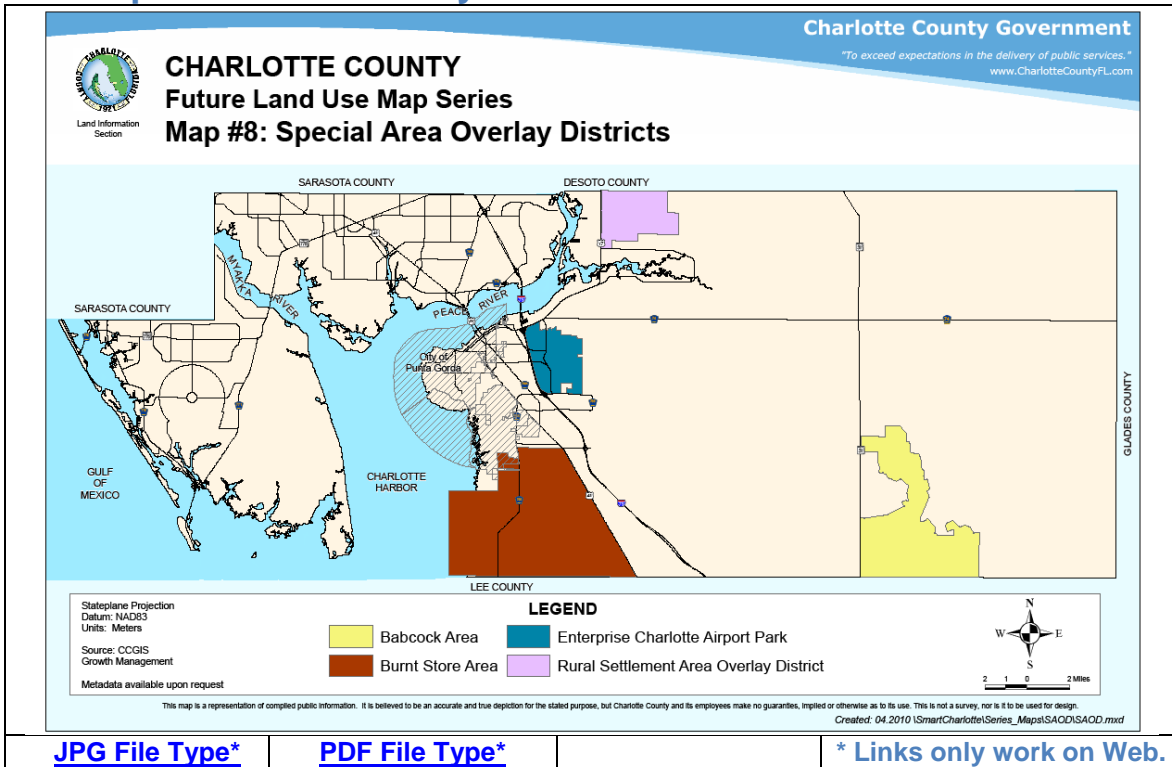 Charlotte County Government
"To exceed expectations in the delivery of public services."
www.CharlotteCountyFL.com
Land Information
Section
CHARLOTTE COUNTY
Future Land Use Map Series
Map #8: Special Area Overlay Districts
SARASOTA COUNTY
DESOTO COUNTY
MYAKKA
RIVER
SARASOTA COUNTY
PEACE RIVER
City of
Punta Gorda
GLADES COUNTY
GULF
OF
MEXICO
CHARLOTTE
HARBOR
LEE COUNTY
Stateplane Projection
Datum: NAD83
Units: Meters
Source: CCGIS
Growth Management
Metadata available upon request
LEGEND
Babcock Area
Enterprise Charlotte Airport Park
Burnt Store Area
Rural Settlement Area Overlay District
N
W E
S
2 1 0 2 Miles
This map is a representation of compiled public information. It is believed to be an accurate and true depiction for the stated purpose, but Charlotte County and its employees make no guaranties, implied or otherwise as to its use. This is not a survey, nor is it to be used for design.
Created: 04.2010 \SmartCharlotte\Series_Maps\SAOD\SAOD.mxd
JPG File Type*
PDF File Type*
* Links only work on Web.